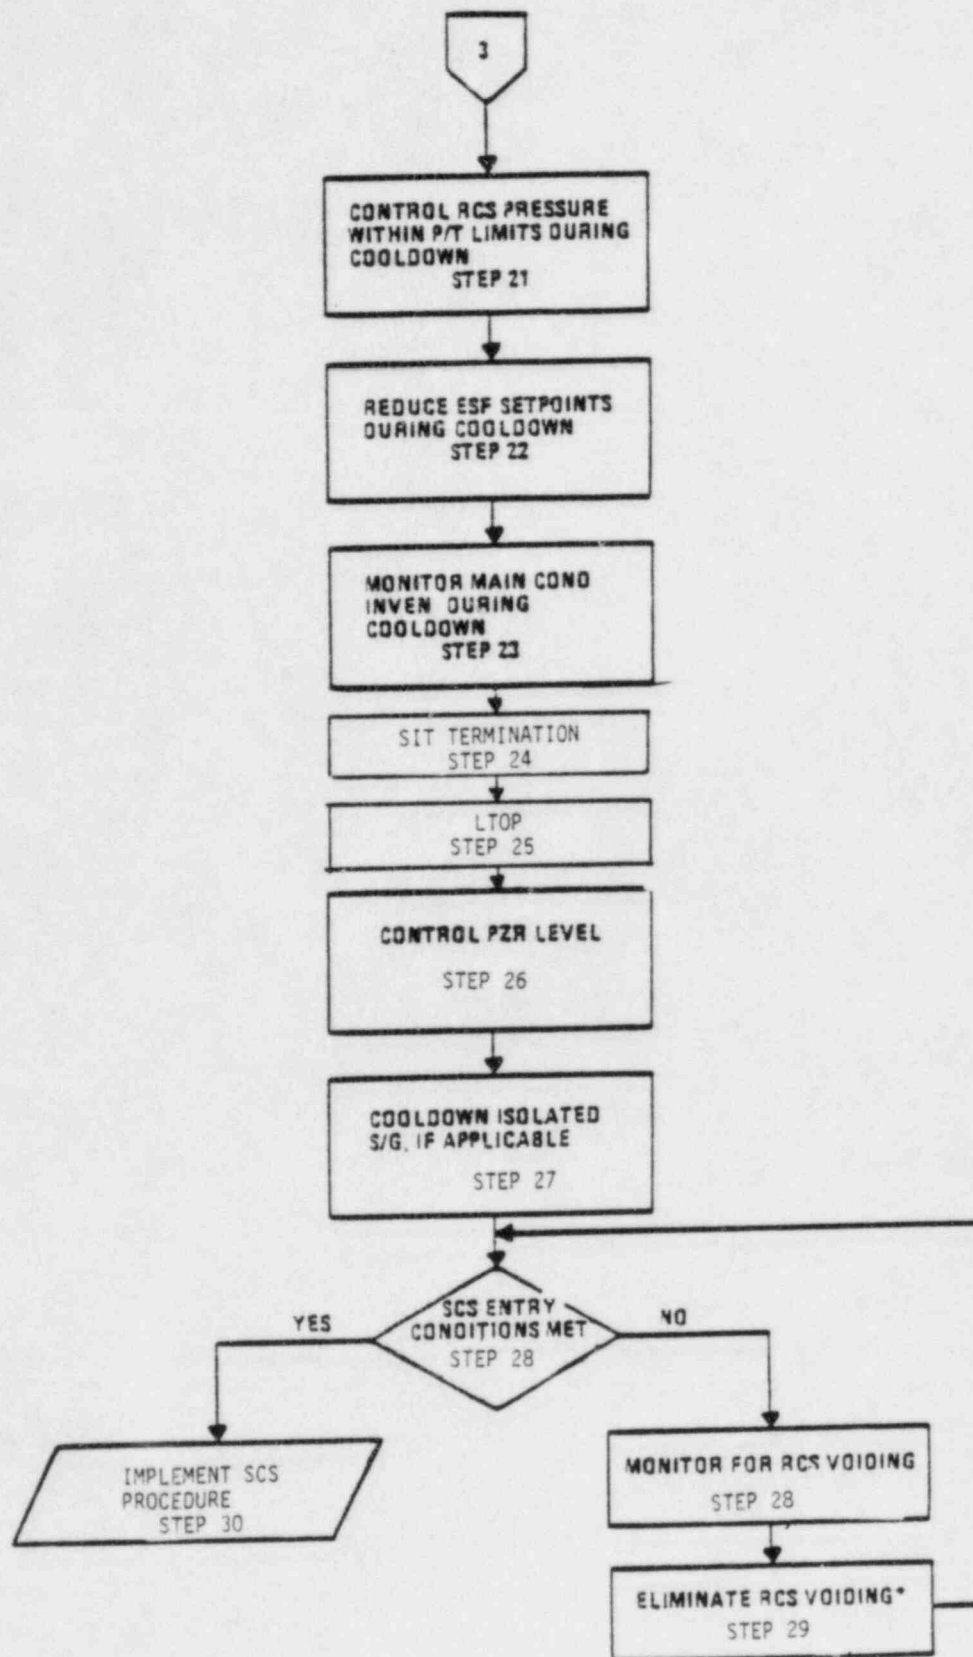 3
CONTROL RCS PRESSURE
WITHIN P/T LIMITS DURING
COOLDOWN
STEP 21
REDUCE ESF SETPOINTS
DURING COOLDOWN
STEP 22
MONITOR MAIN COND
INVEN DURING
COOLDOWN
STEP 23
SIT TERMINATION
STEP 24
LTOP
STEP 25
CONTROL PZR LEVEL
STEP 26
COOLDOWN ISOLATED
S/G, IF APPLICABLE
STEP 27
SCS ENTRY
CONDITIONS MET
STEP 28
YES
NO
IMPLEMENT SCS
PROCEDURE
STEP 30
MONITOR FOR RCS VOIDING
STEP 28
ELIMINATE RCS VOIDING*
STEP 29